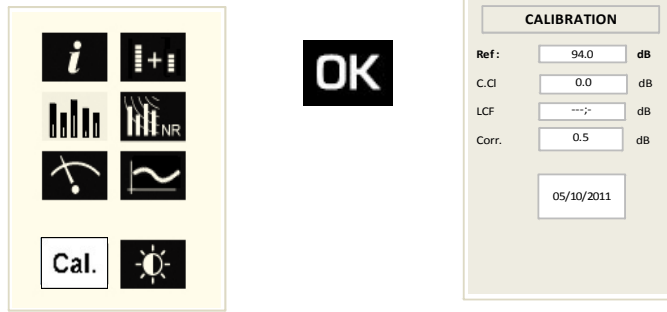 i
NR
Cal.
OK
CALIBRATION
Ref : 94.0 dB
C.Cl 0.0 dB
LCF ---;- dB
Corr. 0.5 dB
05/10/2011